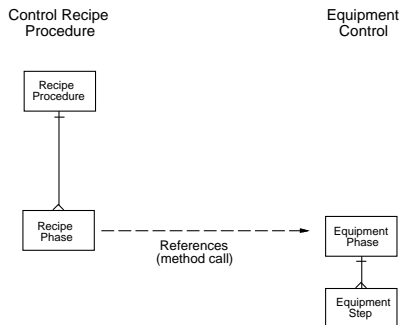 Control Recipe
Procedure
Equipment
Control
Recipe
Procedure
Recipe
Phase
References
(method call)
Equipment
Phase
Equipment
Step